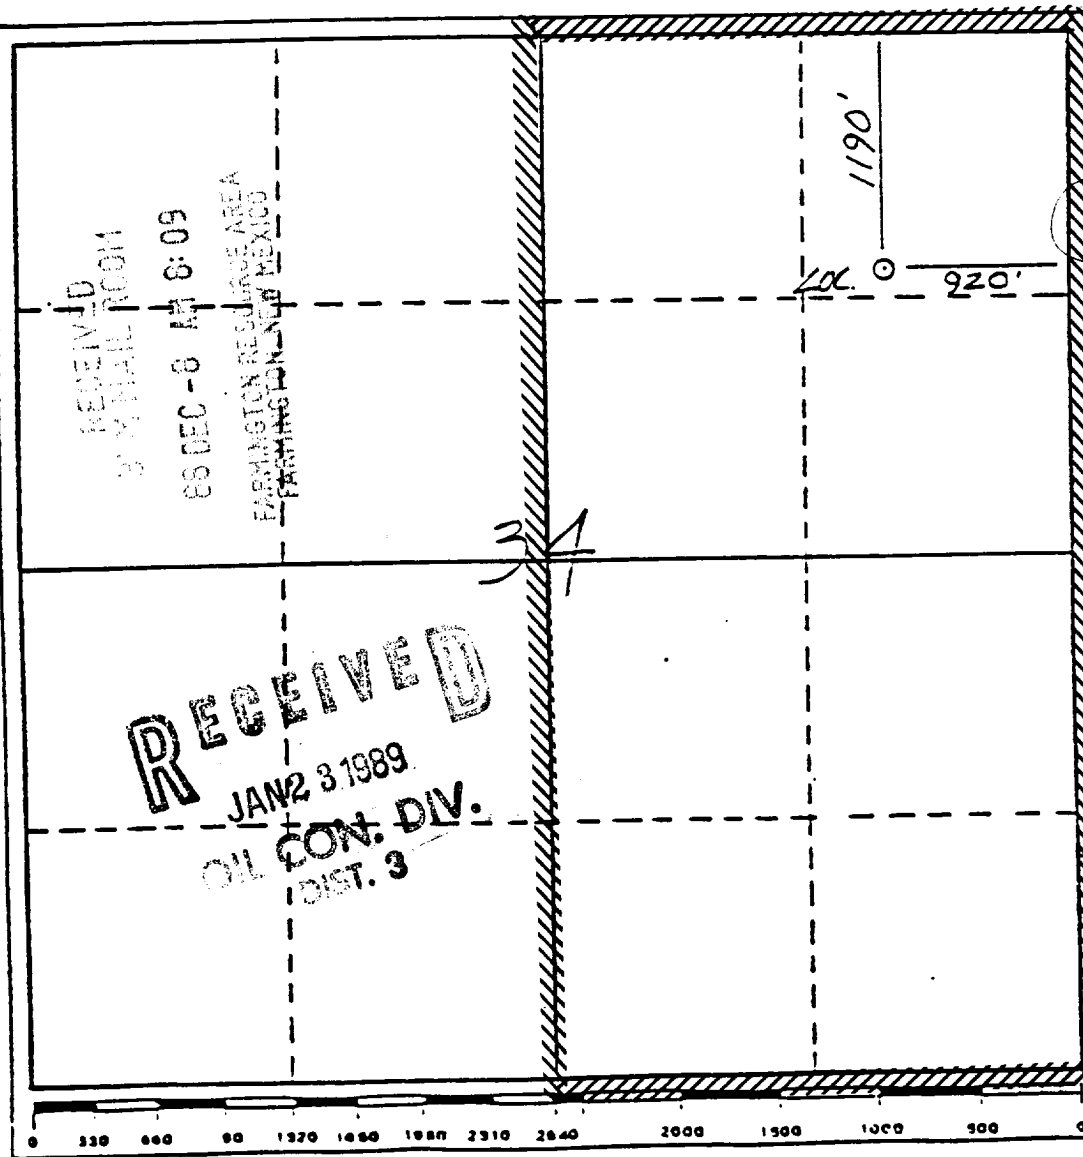 1190'
LOC.
920'
RECEIVED
MAIL ROOM
88 DEC -8 AM 8:09
FARMINGTON RESOURCE AREA
FARMINGTON, NEW MEXICO
34
RECEIVED
JAN 23 1989
OIL CON. DIV.
DIST. 3
0 330 660 90 1320 1650 1980 2310 2640 2000 1500 1000 500 0